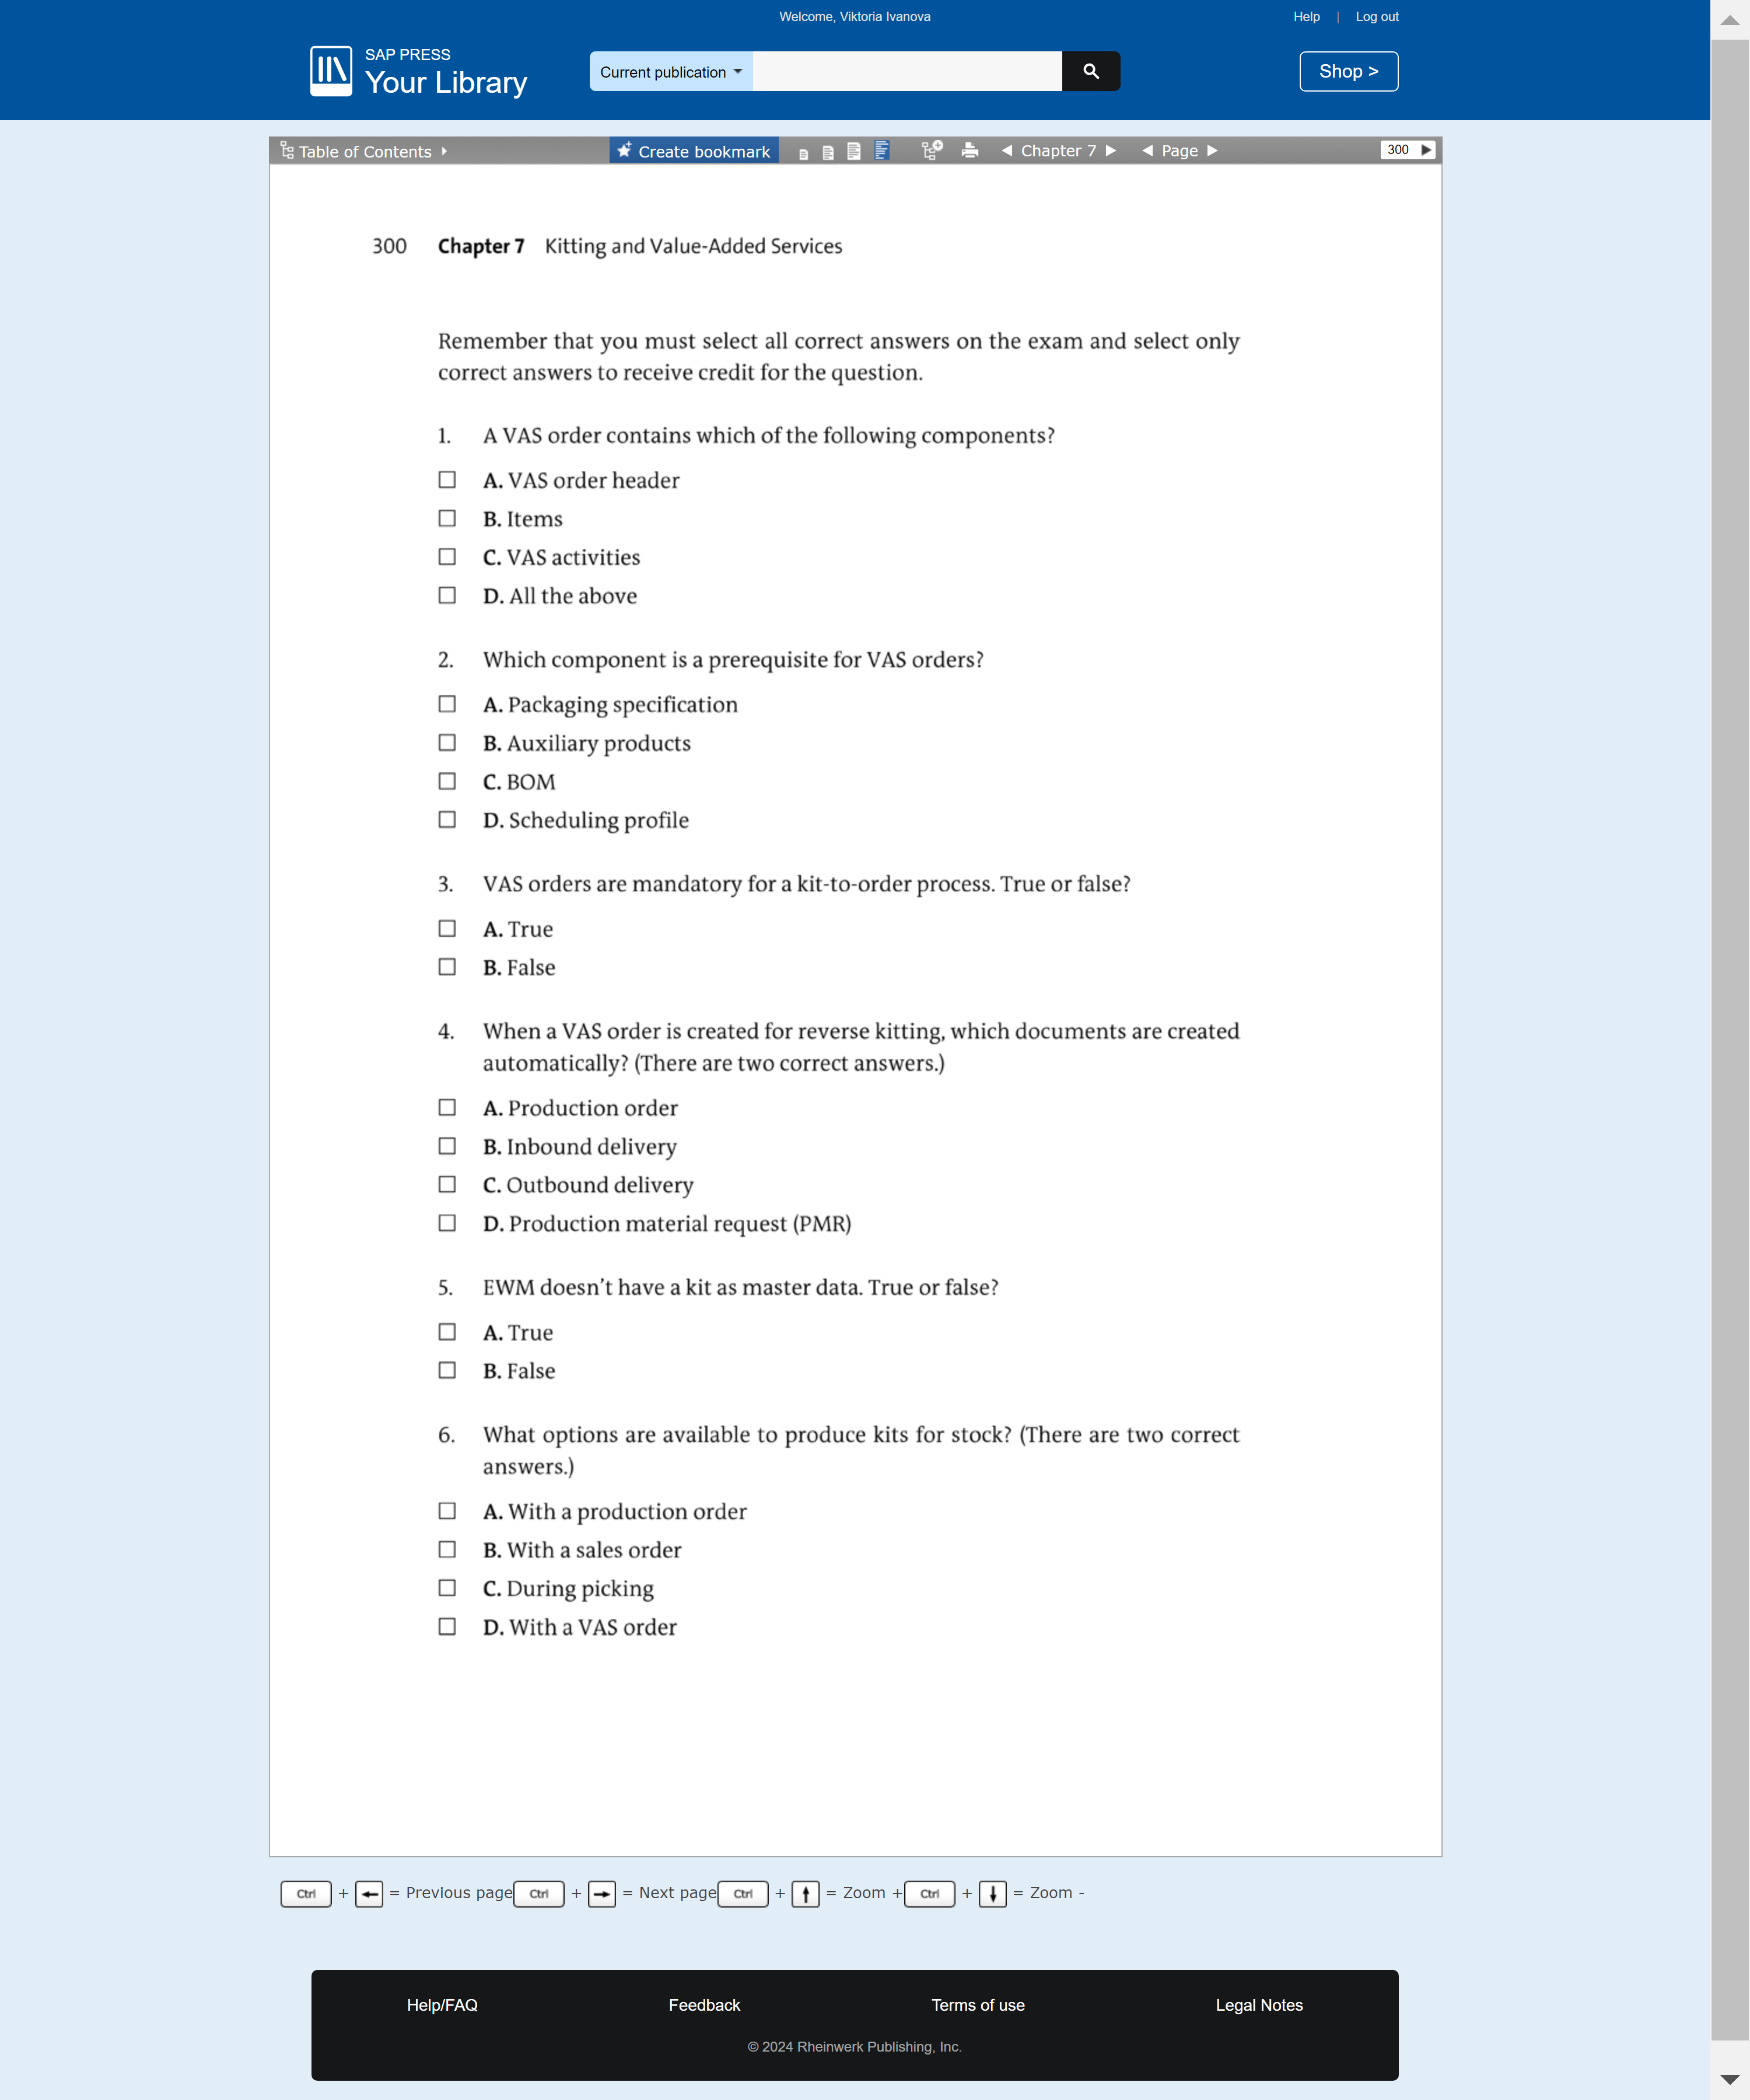 Welcome, Viktoria Ivanova
Help | Log out
SAP PRESS
Your Library
Current publication
Shop >
Table of Contents
Create bookmark
Chapter 7
Page
300
300 Chapter 7 Kitting and Value-Added Services
Remember that you must select all correct answers on the exam and select only
correct answers to receive credit for the question.
1. A VAS order contains which of the following components?
☐ A. VAS order header
☐ B. Items
☐ C. VAS activities
☐ D. All the above
2. Which component is a prerequisite for VAS orders?
☐ A. Packaging specification
☐ B. Auxiliary products
☐ C. BOM
☐ D. Scheduling profile
3. VAS orders are mandatory for a kit-to-order process. True or false?
☐ A. True
☐ B. False
4. When a VAS order is created for reverse kitting, which documents are created
automatically? (There are two correct answers.)
☐ A. Production order
☐ B. Inbound delivery
☐ C. Outbound delivery
☐ D. Production material request (PMR)
5. EWM doesn't have a kit as master data. True or false?
☐ A. True
☐ B. False
6. What options are available to produce kits for stock? (There are two correct
answers.)
☐ A. With a production order
☐ B. With a sales order
☐ C. During picking
☐ D. With a VAS order
Ctrl + ← = Previous page Ctrl + → = Next page Ctrl + ↑ = Zoom + Ctrl + ↓ = Zoom -
Help/FAQ Feedback Terms of use Legal Notes
© 2024 Rheinwerk Publishing, Inc.